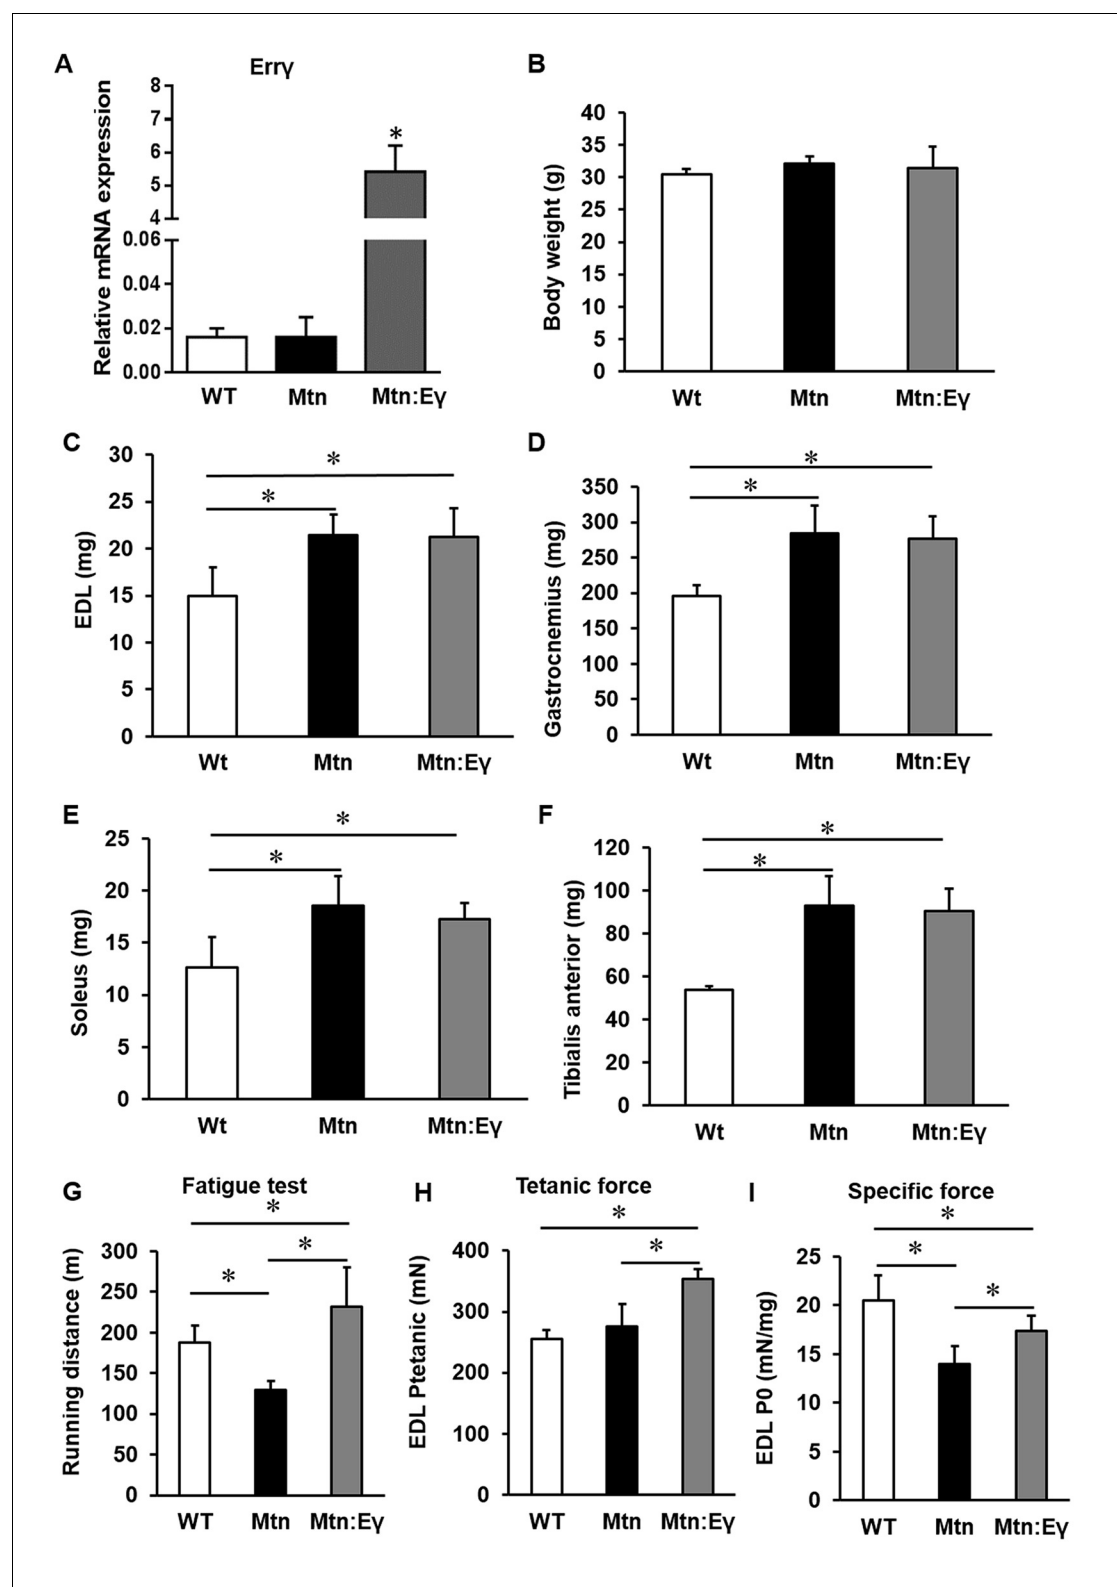 A
Errγ
Relative mRNA expression
8
7
6
5
4
0.06
0.04
0.02
0.00
*
WT Mtn Mtn:Eγ
B
Body weight (g)
40
35
30
25
20
15
10
5
0
Wt Mtn Mtn:Eγ
C
EDL (mg)
30
25
20
15
10
5
0
*
*
Wt Mtn Mtn:Eγ
D
Gastrocnemius (mg)
350
300
250
200
150
100
50
0
*
*
Wt Mtn Mtn:Eγ
E
Soleus (mg)
25
20
15
10
5
0
*
*
Wt Mtn Mtn:Eγ
F
Tibialis anterior (mg)
120
100
80
60
40
20
0
*
*
Wt Mtn Mtn:Eγ
G
Fatigue test
Running distance (m)
300
250
200
150
100
50
0
*
*
*
WT Mtn Mtn:Eγ
H
Tetanic force
EDL Ptetanic (mN)
400
300
200
100
0
*
*
WT Mtn Mtn:Eγ
I
Specific force
EDL P0 (mN/mg)
25
20
15
10
5
0
*
*
*
WT Mtn Mtn:Eγ